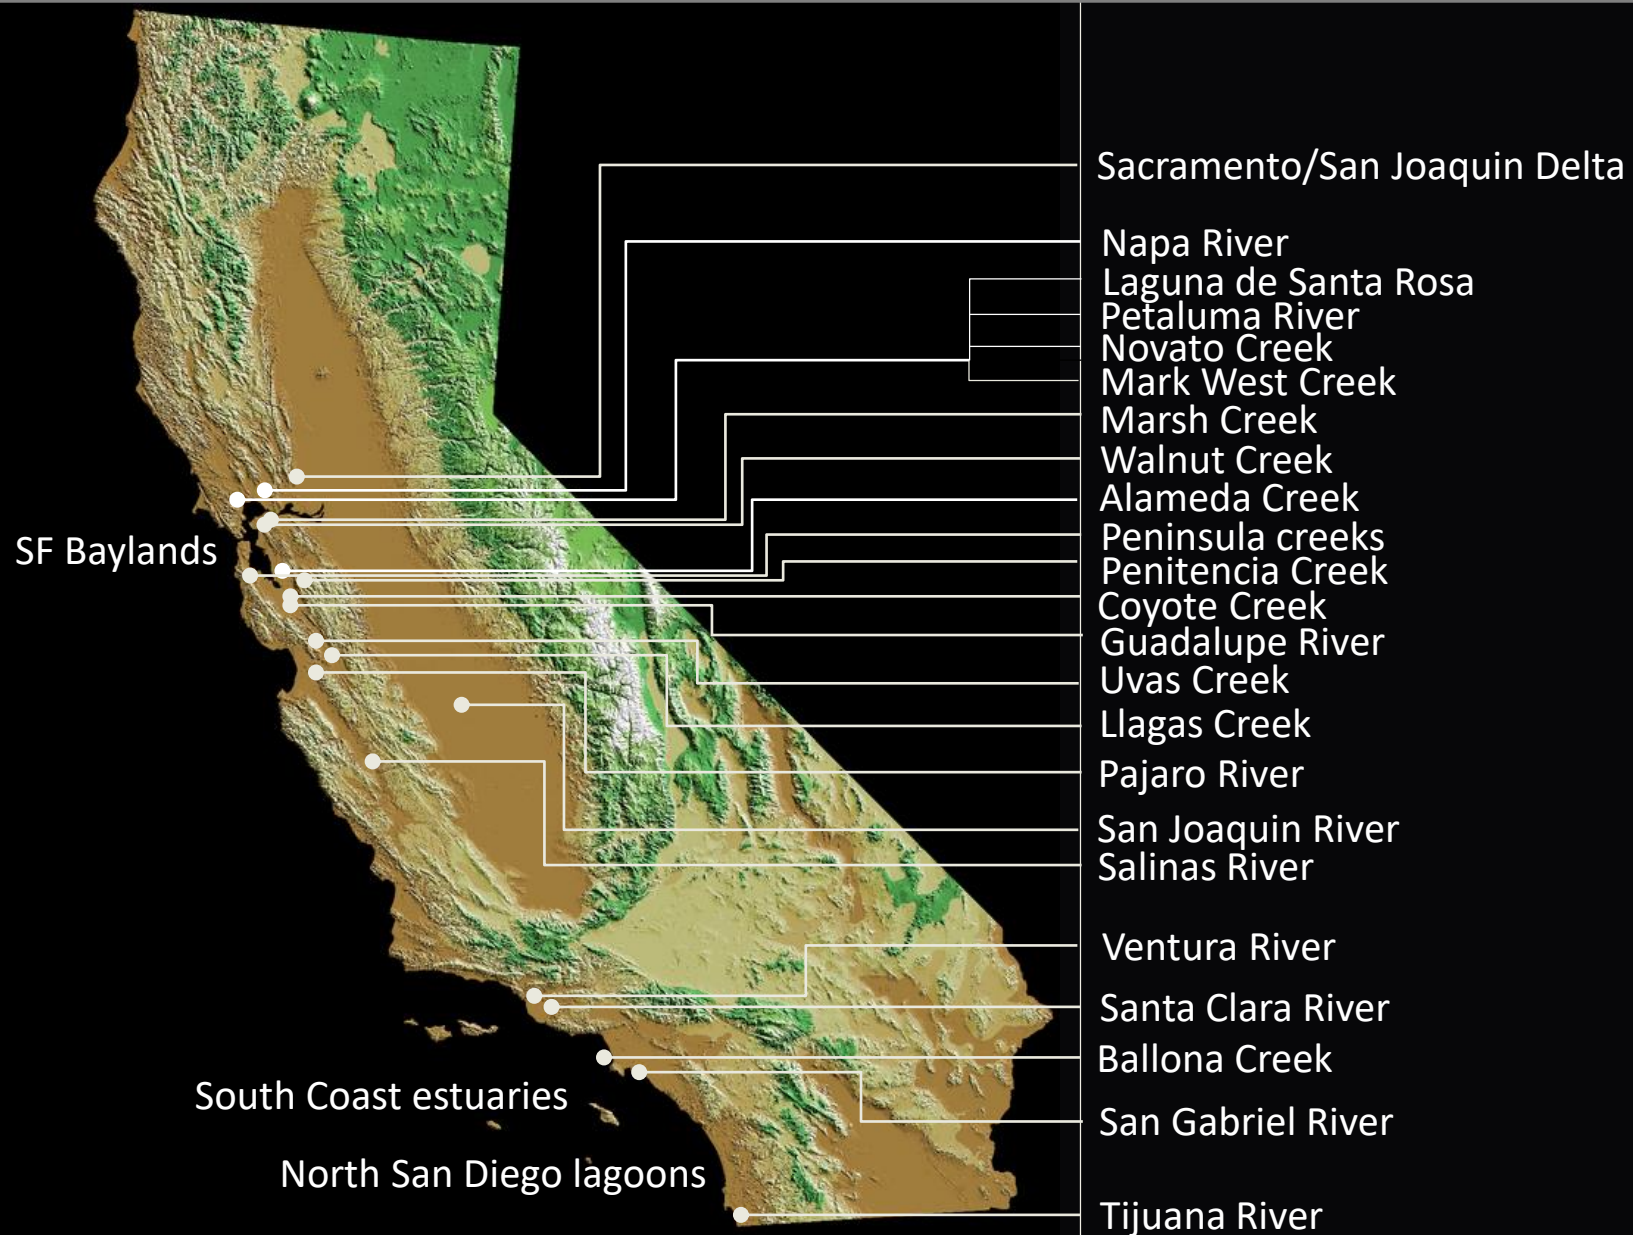 Sacramento/San Joaquin Delta
Napa River
Laguna de Santa Rosa
Petaluma River
Novato Creek
Mark West Creek
Marsh Creek
Walnut Creek
Alameda Creek
Peninsula creeks
SF Baylands
Penitencia Creek
Coyote Creek
Guadalupe River
Uvas Creek
Llagas Creek
Pajaro River
San Joaquin River
Salinas River
Ventura River
Santa Clara River
Ballona Creek
South Coast estuaries
San Gabriel River
North San Diego lagoons
Tijuana River